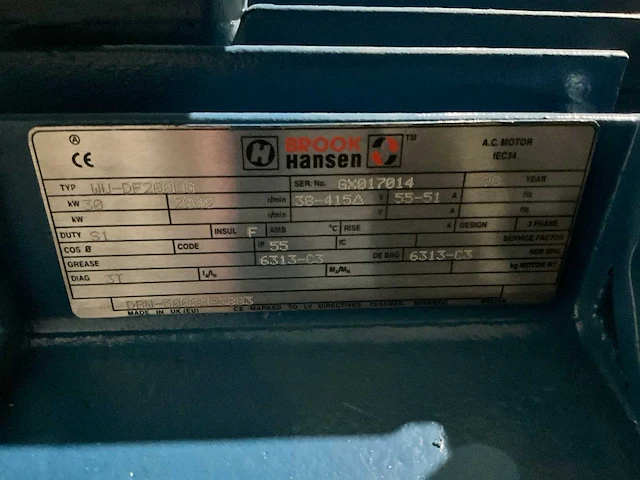 CE BROOK Hansen ™ A.C. MOTOR IEC34
TYP SER. No. GX017014 YEAR
kW 30 r/min 38-415Δ V 55-51 A
kW r/min V A
DUTY S1 INSUL F AMB °C RISE K DESIGN 3 PHASE
COS Ø CODE IP 55 IC SERVICE FACTOR
GREASE 6313-C3 DE BRG 6313-C3 NDE BRG
DIAG 3T kg MOTOR WT
MADE IN UK (EU) CE MARKED TO LV DIRECTIVES